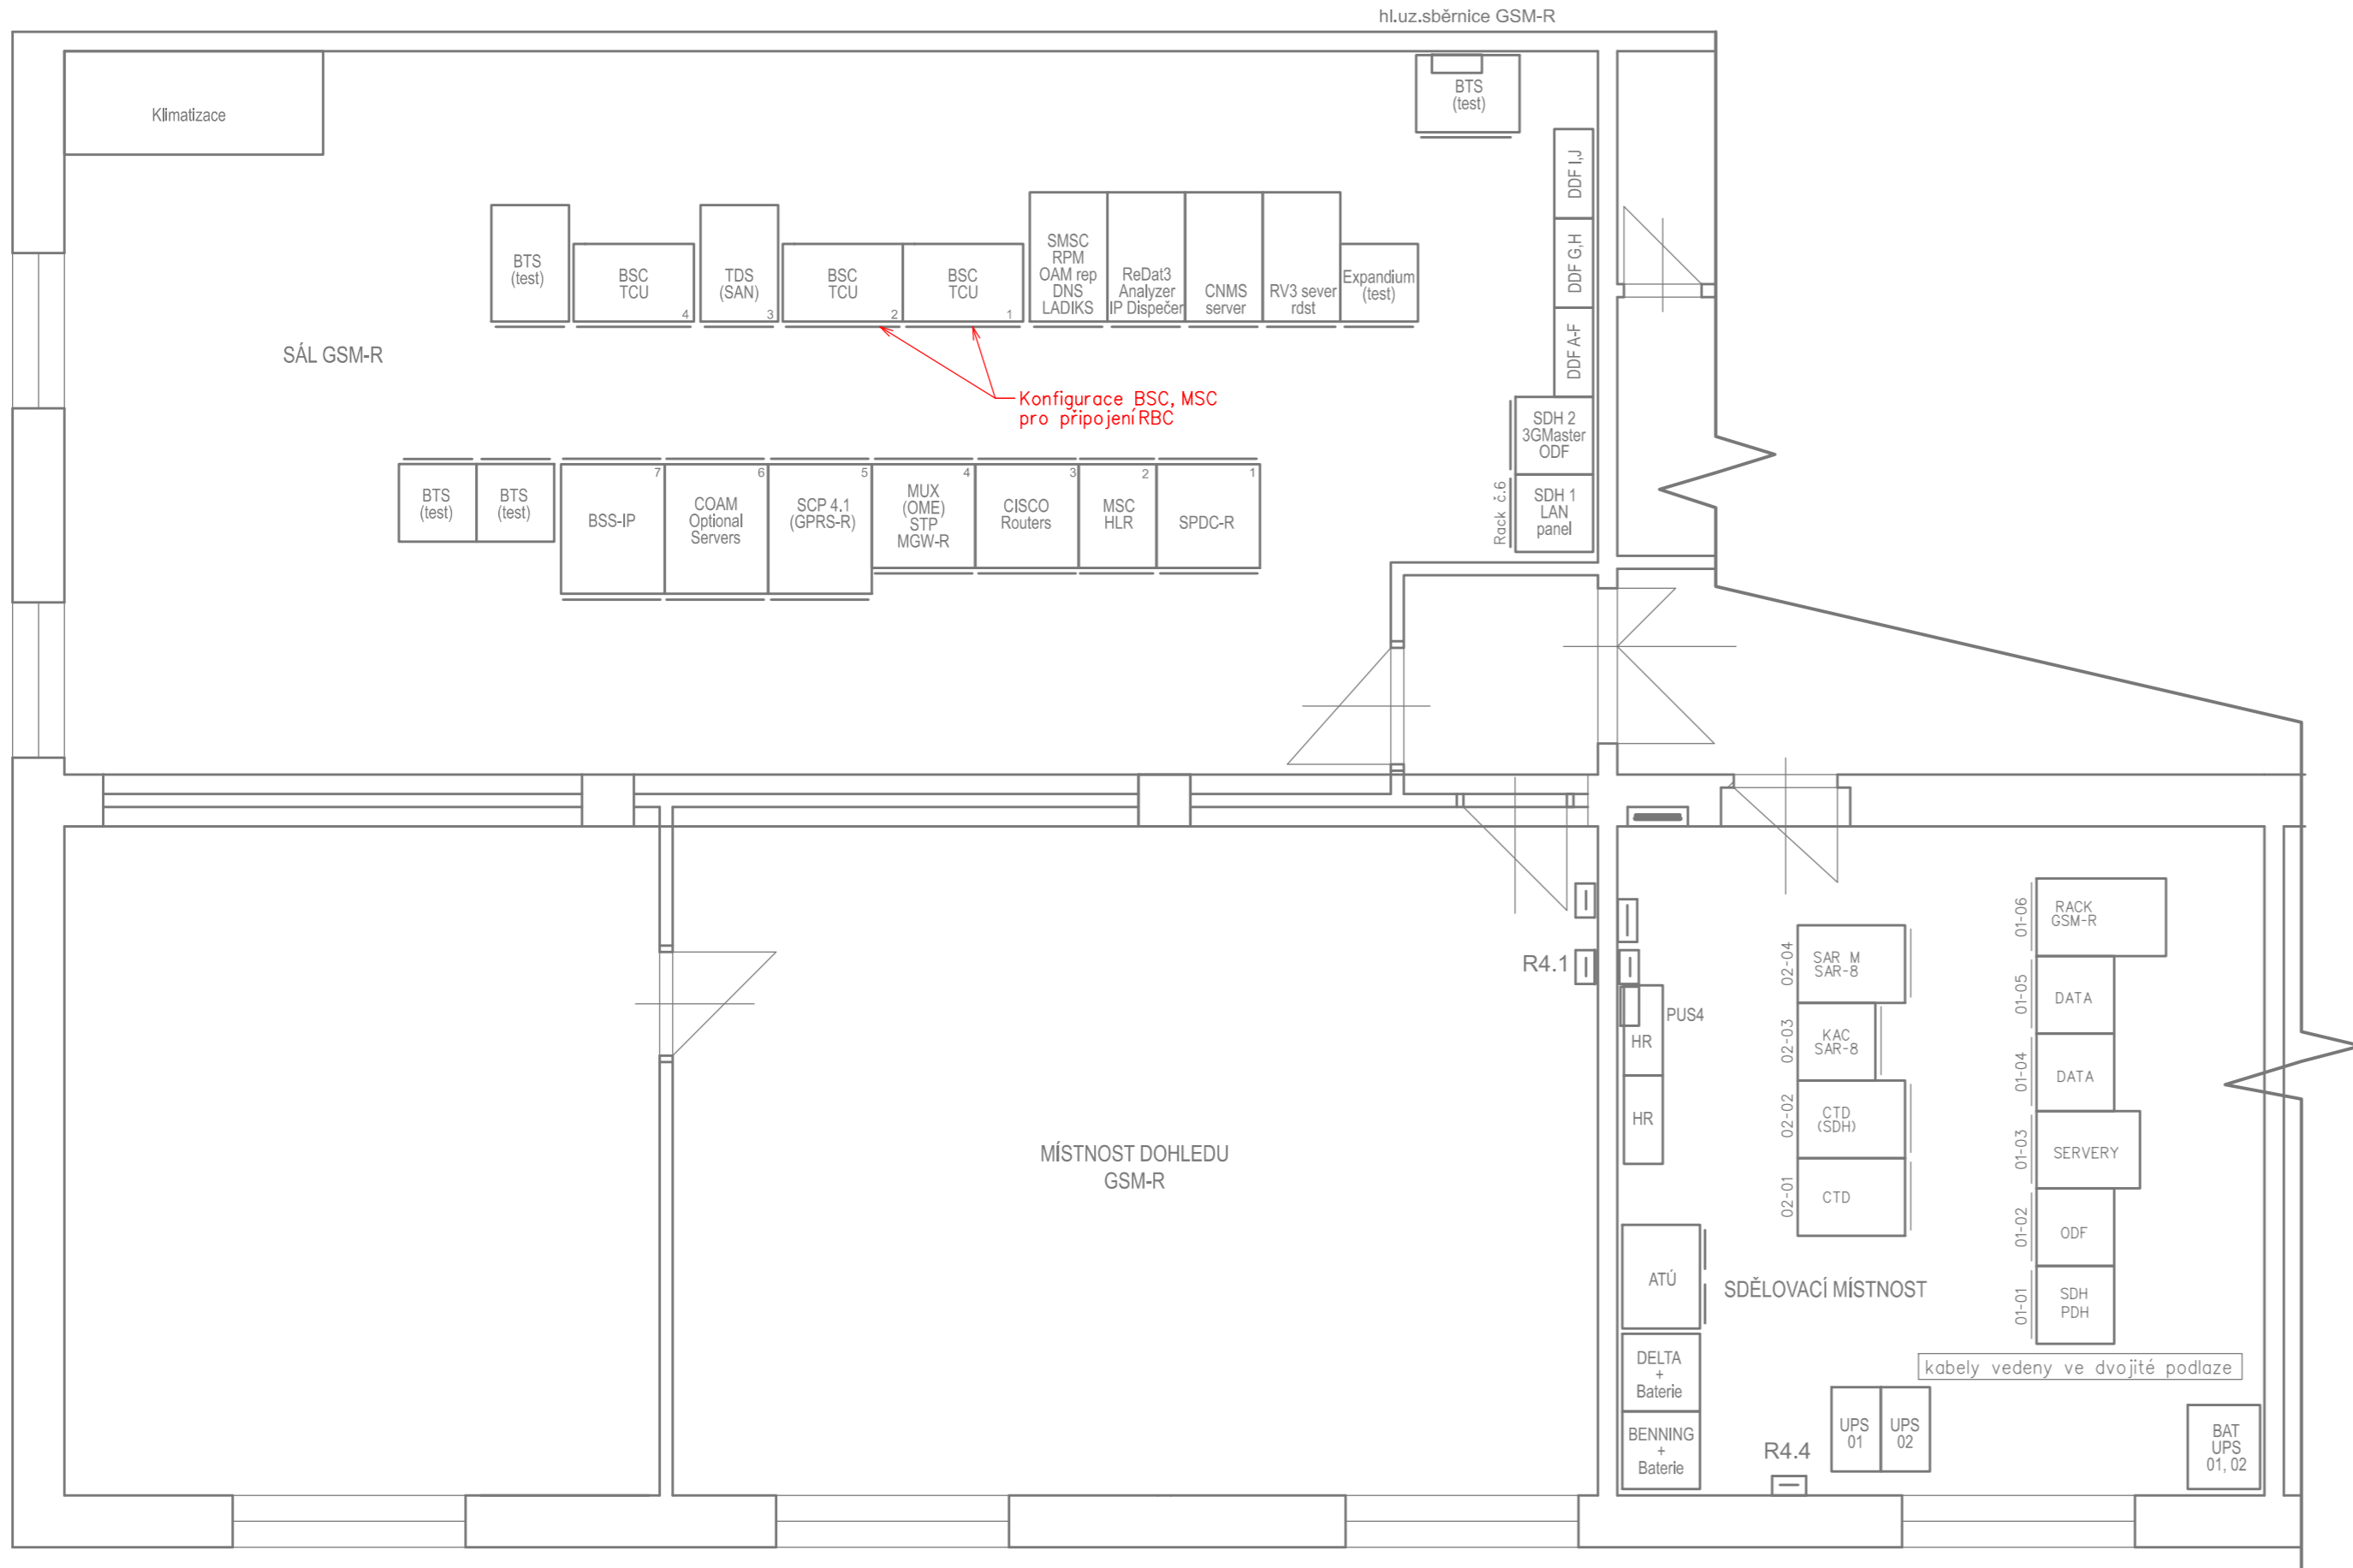 hl.uz.sběrnice GSM-R
Klimatizace
BTS
(test)
DDF I,J
DDF G,H
DDF A-F
BTS
(test)
BSC
TCU
4
TDS
(SAN)
3
BSC
TCU
2
BSC
TCU
1
SMSC
RPM
OAM rep
DNS
LADIKS
ReDat3
Analyzer
IP Dispečer
CNMS
server
RV3 sever
rdst
Expandium
(test)
SÁL GSM-R
Konfigurace BSC, MSC
pro připojení RBC
SDH 2
3GMaster
ODF
Rack č.6
SDH 1
LAN
panel
BTS
(test)
BTS
(test)
7
BSS-IP
6
COAM
Optional
Servers
5
SCP 4.1
(GPRS-R)
4
MUX
(OME)
STP
MGW-R
3
CISCO
Routers
2
MSC
HLR
1
SPDC-R
R4.1
PUS4
HR
HR
MÍSTNOST DOHLEDU
GSM-R
02-04
SAR M
SAR-8
02-03
KAC
SAR-8
02-02
CTD
(SDH)
02-01
CTD
01-06
RACK
GSM-R
01-05
DATA
01-04
DATA
01-03
SERVERY
01-02
ODF
01-01
SDH
PDH
ATÚ
SDĚLOVACÍ MÍSTNOST
DELTA
+
Baterie
BENNING
+
Baterie
kabely vedeny ve dvojité podlaze
R4.4
UPS
01
UPS
02
BAT
UPS
01, 02